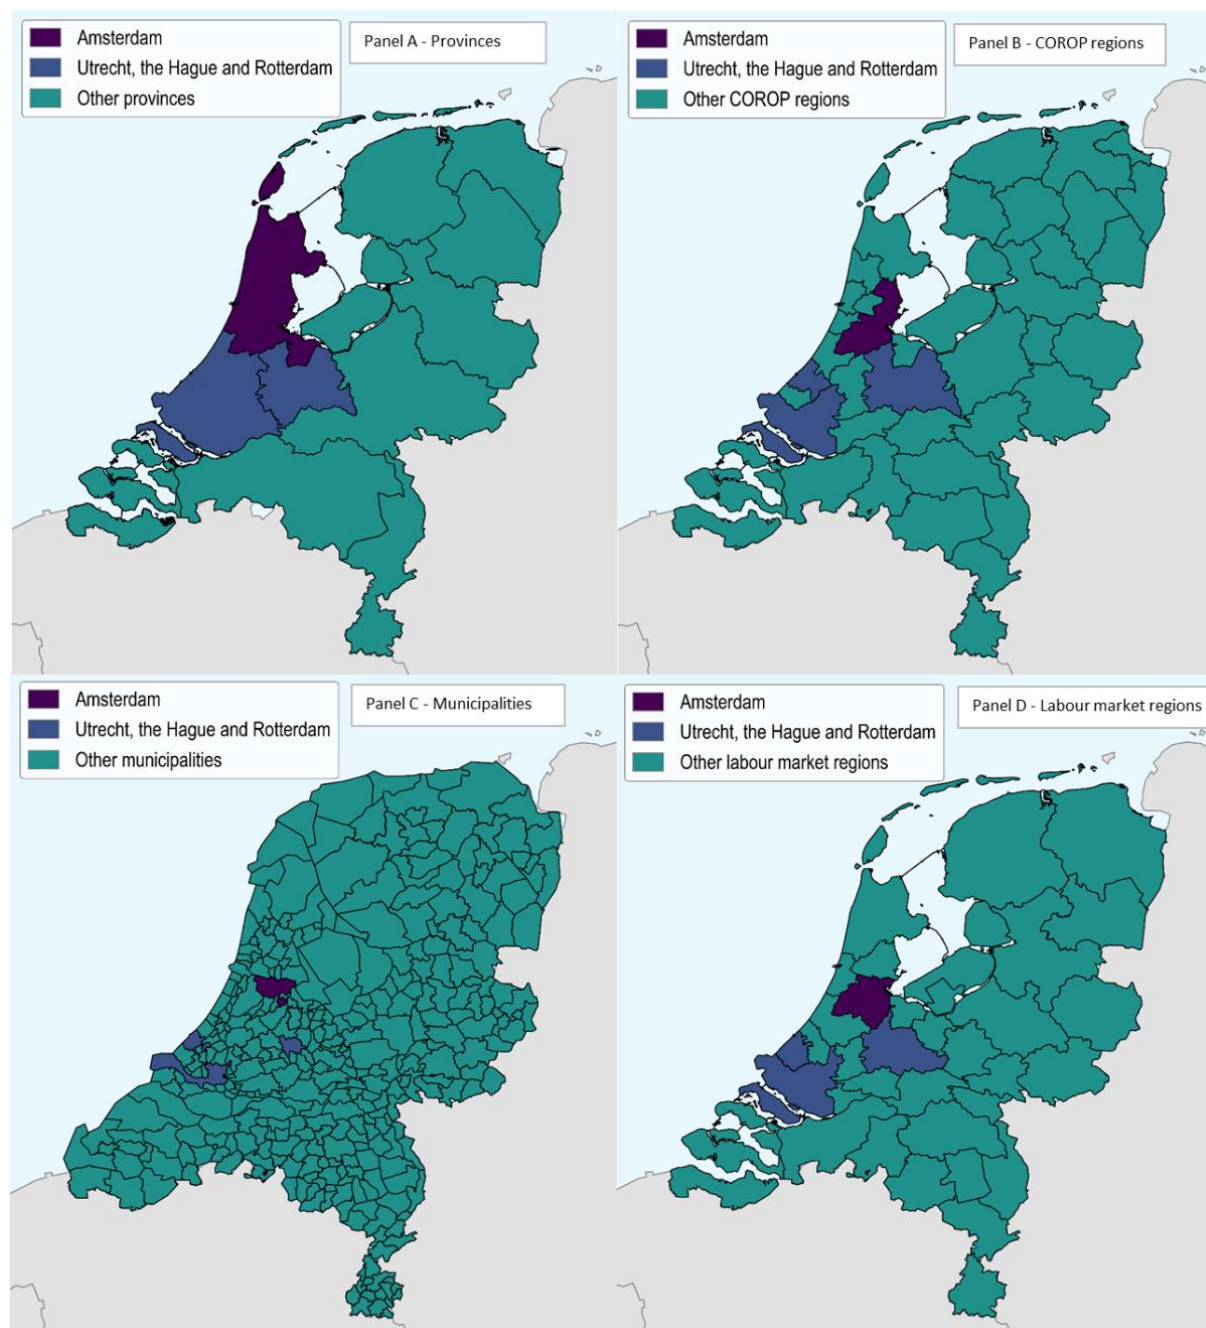 Amsterdam
Utrecht, the Hague and Rotterdam
Other provinces
Panel A - Provinces
Amsterdam
Utrecht, the Hague and Rotterdam
Other COROP regions
Panel B - COROP regions
Amsterdam
Utrecht, the Hague and Rotterdam
Other municipalities
Panel C - Municipalities
Amsterdam
Utrecht, the Hague and Rotterdam
Other labour market regions
Panel D - Labour market regions